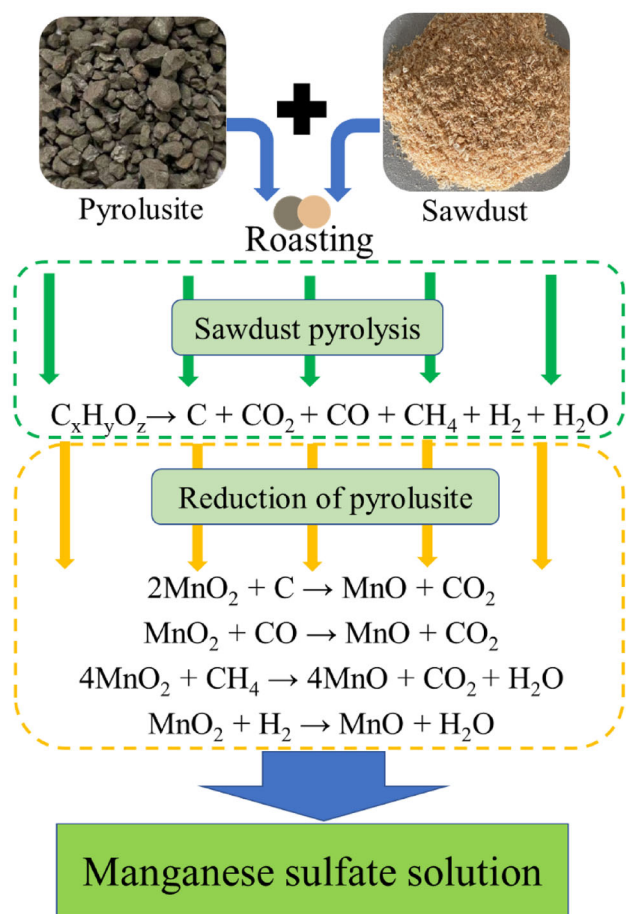 Pyrolusite
Sawdust
Roasting
Sawdust pyrolysis
CₓHᵧO_z→ C + CO₂ + CO + CH₄ + H₂ + H₂O
Reduction of pyrolusite
2MnO₂ + C → MnO + CO₂
MnO₂ + CO → MnO + CO₂
4MnO₂ + CH₄ → 4MnO + CO₂ + H₂O
MnO₂ + H₂ → MnO + H₂O
Manganese sulfate solution